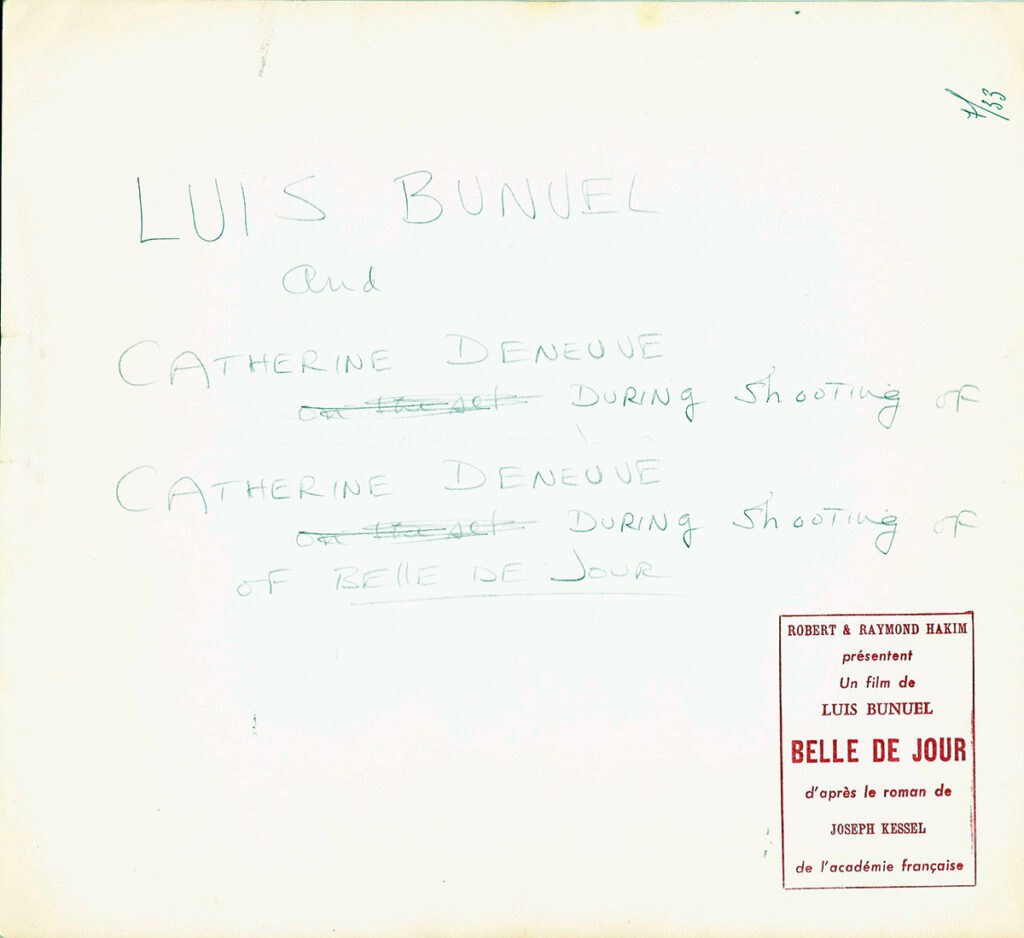 7/33
LUIS BUNUEL
and
CATHERINE DENEUVE
on the set DURING Shooting of
CATHERINE DENEUVE
on the set DURING Shooting of
of BELLE DE JOUR
ROBERT & RAYMOND HAKIM
présentent
Un film de
LUIS BUNUEL
BELLE DE JOUR
d'après le roman de
JOSEPH KESSEL
de l'académie française